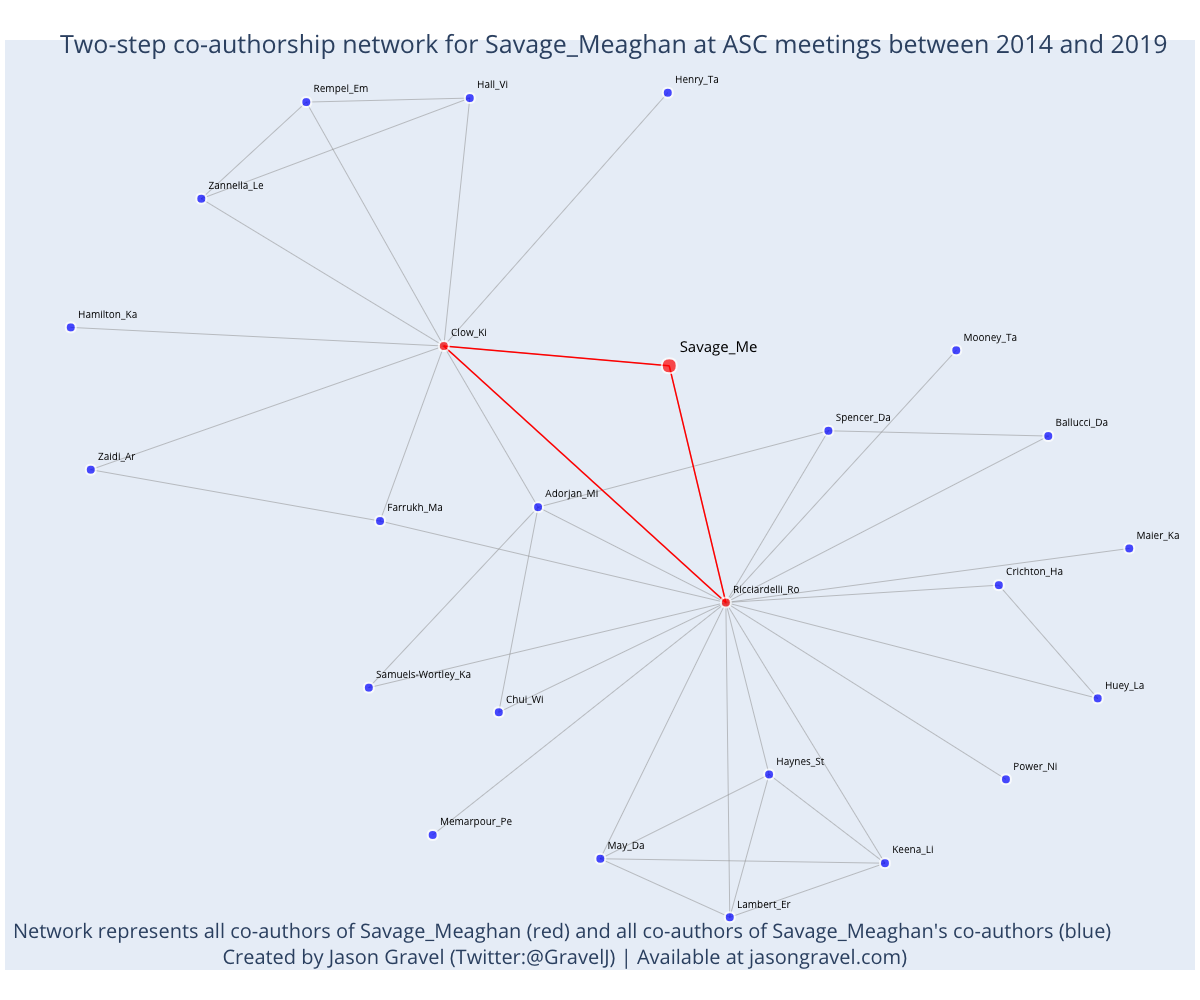 Two-step co-authorship network for Savage_Meaghan at ASC meetings between 2014 and 2019
Henry_Ta
Hall_Vi
Rempel_Em
Zannella_Le
Hamilton_Ka
Clow_Ki
Mooney_Ta
Savage_Me
Spencer_Da
Ballucci_Da
Zaidi_Ar
Adorjan_Mi
Farrukh_Ma
Maier_Ka
Crichton_Ha
Ricciardelli_Ro
Samuels-Wortley_Ka
Huey_La
Chui_Wi
Haynes_St
Power_Ni
Memarpour_Pe
May_Da
Keena_Li
Lambert_Er
Network represents all co-authors of Savage_Meaghan (red) and all co-authors of Savage_Meaghan's co-authors (blue)
Created by Jason Gravel (Twitter:@GravelJ) | Available at jasongravel.com)